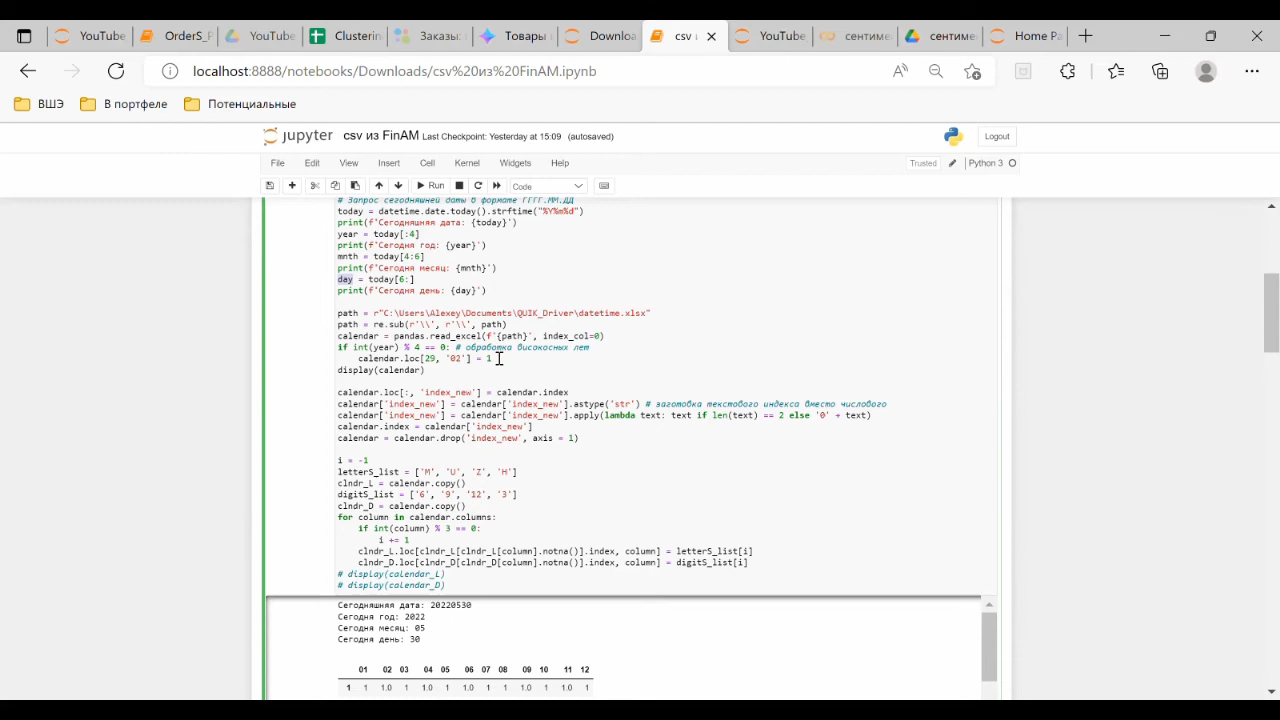 YouTube
OrderS_P
YouTube
Clusterin
Заказы:
Товары
Downloa
csv и
YouTube
сентиме
сентиме
Home Pa
localhost:8888/notebooks/Downloads/csv%20из%20FinAM.ipynb
ВШЭ
В портфеле
Потенциальные
jupyter csv из FinAM Last Checkpoint: Yesterday at 15:09 (autosaved)
Logout
File Edit View Insert Cell Kernel Widgets Help
Trusted
Python 3
Run
Code
# Запрос сегодняшней даты в формате ГГГГ.ММ.ДД
today = datetime.date.today().strftime("%Y%m%d")
print(f'Сегодняшняя дата: {today}')
year = today[:4]
print(f'Сегодня год: {year}')
mnth = today[4:6]
print(f'Сегодня месяц: {mnth}')
day = today[6:]
print(f'Сегодня день: {day}')
path = r"C:\Users\Alexey\Documents\QUIK_Driver\datetime.xlsx"
path = re.sub(r'\\', r'\\', path)
calendar = pandas.read_excel(f'{path}', index_col=0)
if int(year) % 4 == 0: # обработка високосных лет
calendar.loc[29, '02'] = 1
display(calendar)
calendar.loc[:, 'index_new'] = calendar.index
calendar['index_new'] = calendar['index_new'].astype('str') # заготовка текстового индекса вместо числового
calendar['index_new'] = calendar['index_new'].apply(lambda text: text if len(text) == 2 else '0' + text)
calendar.index = calendar['index_new']
calendar = calendar.drop('index_new', axis = 1)
i = -1
letterS_list = ['M', 'U', 'Z', 'H']
clndr_L = calendar.copy()
digitS_list = ['6', '9', '12', '3']
clndr_D = calendar.copy()
for column in calendar.columns:
if int(column) % 3 == 0:
i += 1
clndr_L.loc[clndr_L[clndr_L[column].notna()].index, column] = letterS_list[i]
clndr_D.loc[clndr_D[clndr_D[column].notna()].index, column] = digitS_list[i]
# display(calendar_L)
# display(calendar_D)
Сегодняшняя дата: 20220530
Сегодня год: 2022
Сегодня месяц: 05
Сегодня день: 30
01 02 03 04 05 06 07 08 09 10 11 12
1 1 1.0 1 1.0 1 1.0 1 1 1.0 1 1.0 1